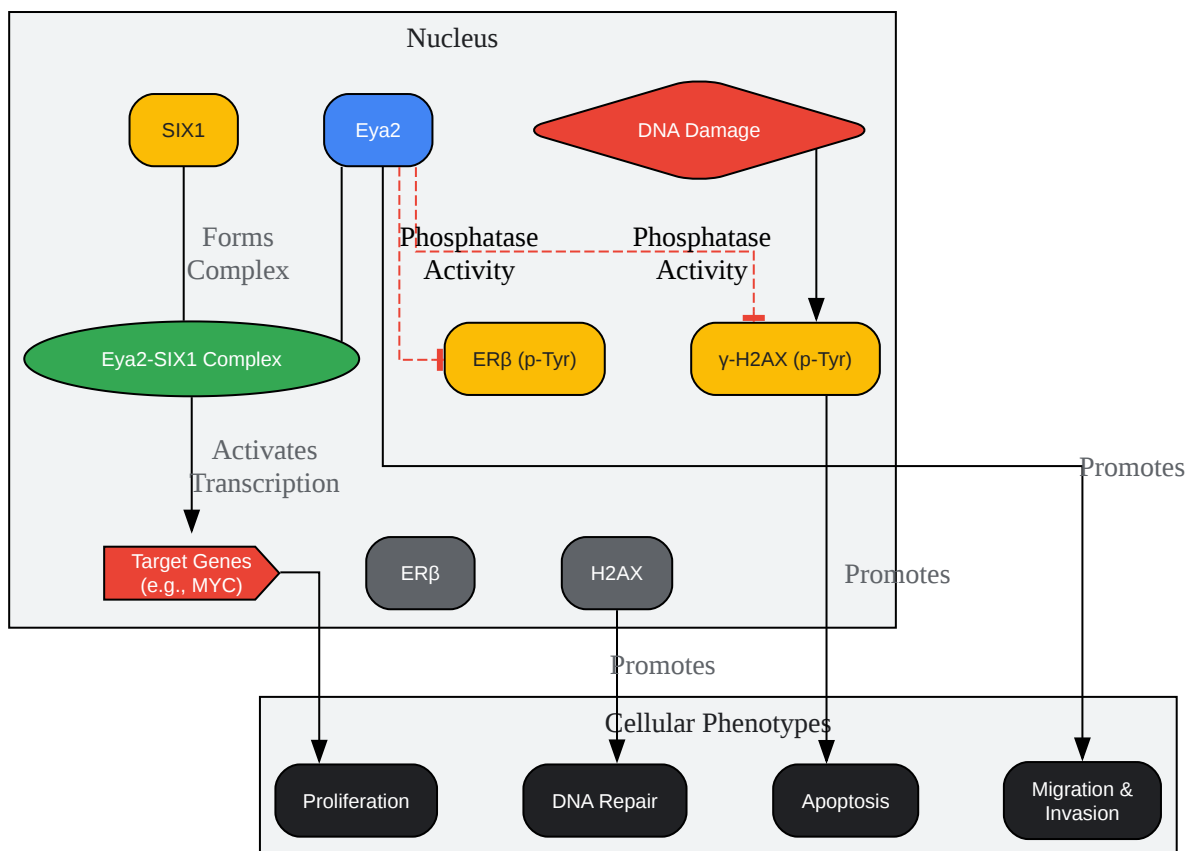 Nucleus
SIX1
Eya2
DNA Damage
Forms
Complex
Phosphatase
Activity
Phosphatase
Activity
Eya2-SIX1 Complex
ERβ (p-Tyr)
γ-H2AX (p-Tyr)
Activates
Transcription
Promotes
Target Genes
(e.g., MYC)
ERβ
H2AX
Promotes
Promotes
Cellular Phenotypes
Proliferation
DNA Repair
Apoptosis
Migration &
Invasion